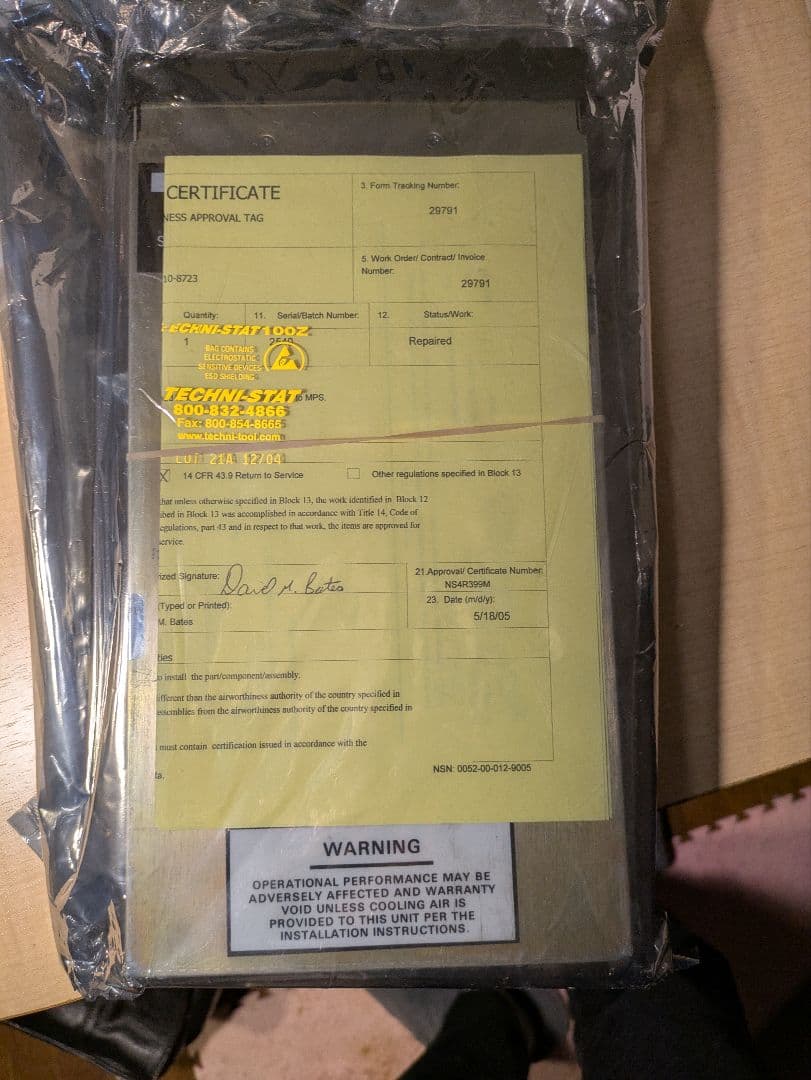 CERTIFICATE
NESS APPROVAL TAG
3. Form Tracking Number:
29791
10-8723
5. Work Order/ Contract/ Invoice
Number:
29791
Quantity:
11. Serial/Batch Number:
12. Status/Work:
1
Repaired
ECHNI-STAT 100Z
BAG CONTAINS
ELECTROSTATIC
SENSITIVE DEVICES
ESD SHIELDING
TECHNI-STAT
MPS.
800-832-4866
Fax: 800-854-8665
www.techni-tool.com
LOT 21A 12/04
X 14 CFR 43.9 Return to Service
Other regulations specified in Block 13
that unless otherwise specified in Block 13, the work identified in Block 12
ibed in Block 13 was accomplished in accordance with Title 14, Code of
egulations, part 43 and in respect to that work, the items are approved for
service.
ized Signature: David M. Bates
21.Approval/ Certificate Number:
NS4R399M
(Typed or Printed):
M. Bates
23. Date (m/d/y):
5/18/05
ties
to install the part/component/assembly.
ifferent than the airworthiness authority of the country specified in
assemblies from the airworthiness authority of the country specified in
must contain certification issued in accordance with the
ta.
NSN: 0052-00-012-9005
WARNING
OPERATIONAL PERFORMANCE MAY BE
ADVERSELY AFFECTED AND WARRANTY
VOID UNLESS COOLING AIR IS
PROVIDED TO THIS UNIT PER THE
INSTALLATION INSTRUCTIONS.